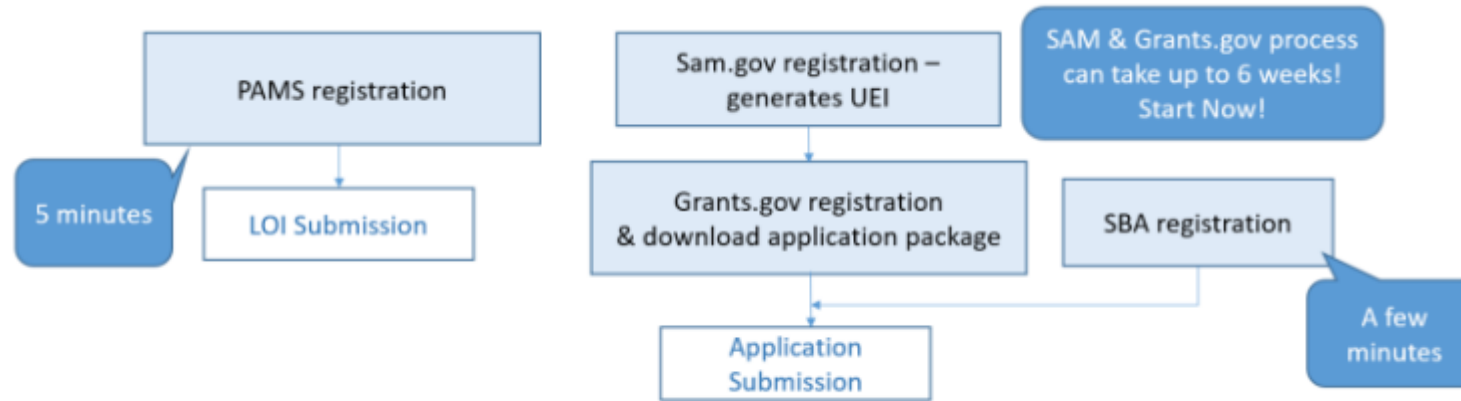 PAMS registration
5 minutes
LOI Submission
Sam.gov registration –
generates UEI
SAM & Grants.gov process
can take up to 6 weeks!
Start Now!
Grants.gov registration
& download application package
SBA registration
A few
minutes
Application
Submission